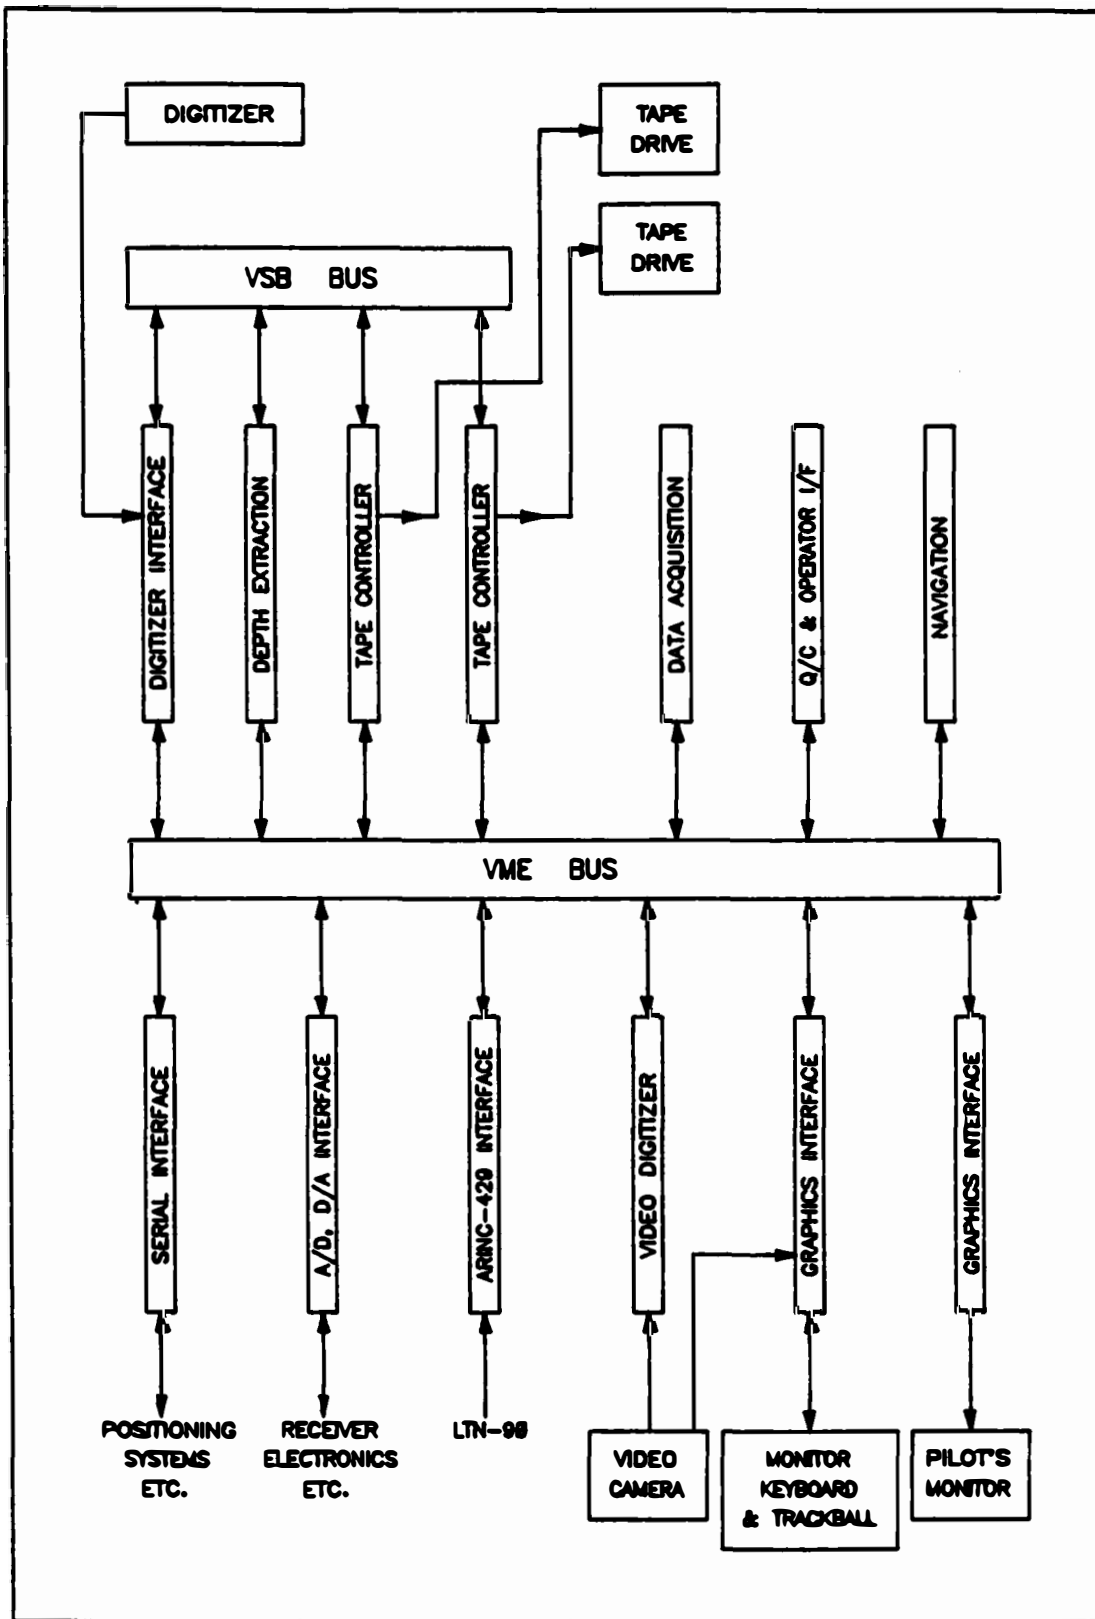 DIGITIZER
TAPE
DRIVE
TAPE
DRIVE
VSB BUS
DIGITIZER INTERFACE
DEPTH EXTRACTION
TAPE CONTROLLER
TAPE CONTROLLER
DATA ACQUISITION
Q/C & OPERATOR I/F
NAVIGATION
VME BUS
SERIAL INTERFACE
A/D, D/A INTERFACE
ARINC-429 INTERFACE
VIDEO DIGITIZER
GRAPHICS INTERFACE
GRAPHICS INTERFACE
POSITIONING
SYSTEMS
ETC.
RECEIVER
ELECTRONICS
ETC.
VIDEO
CAMERA
MONITOR
KEYBOARD
& TRACKBALL
PILOT'S
MONITOR